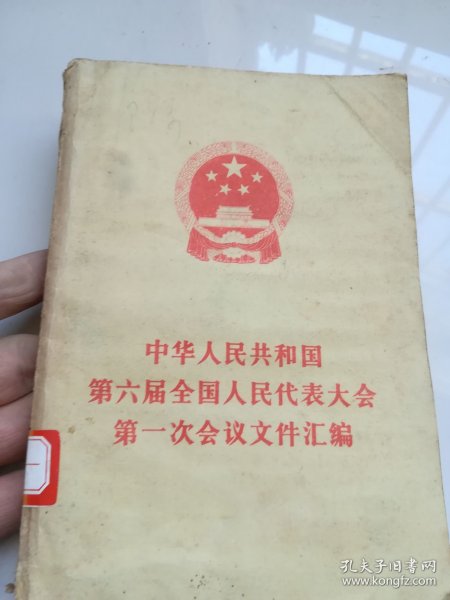 中华人民共和国
第六届全国人民代表大会
第一次会议文件汇编
一
孔夫子旧书网
www.kongfz.com